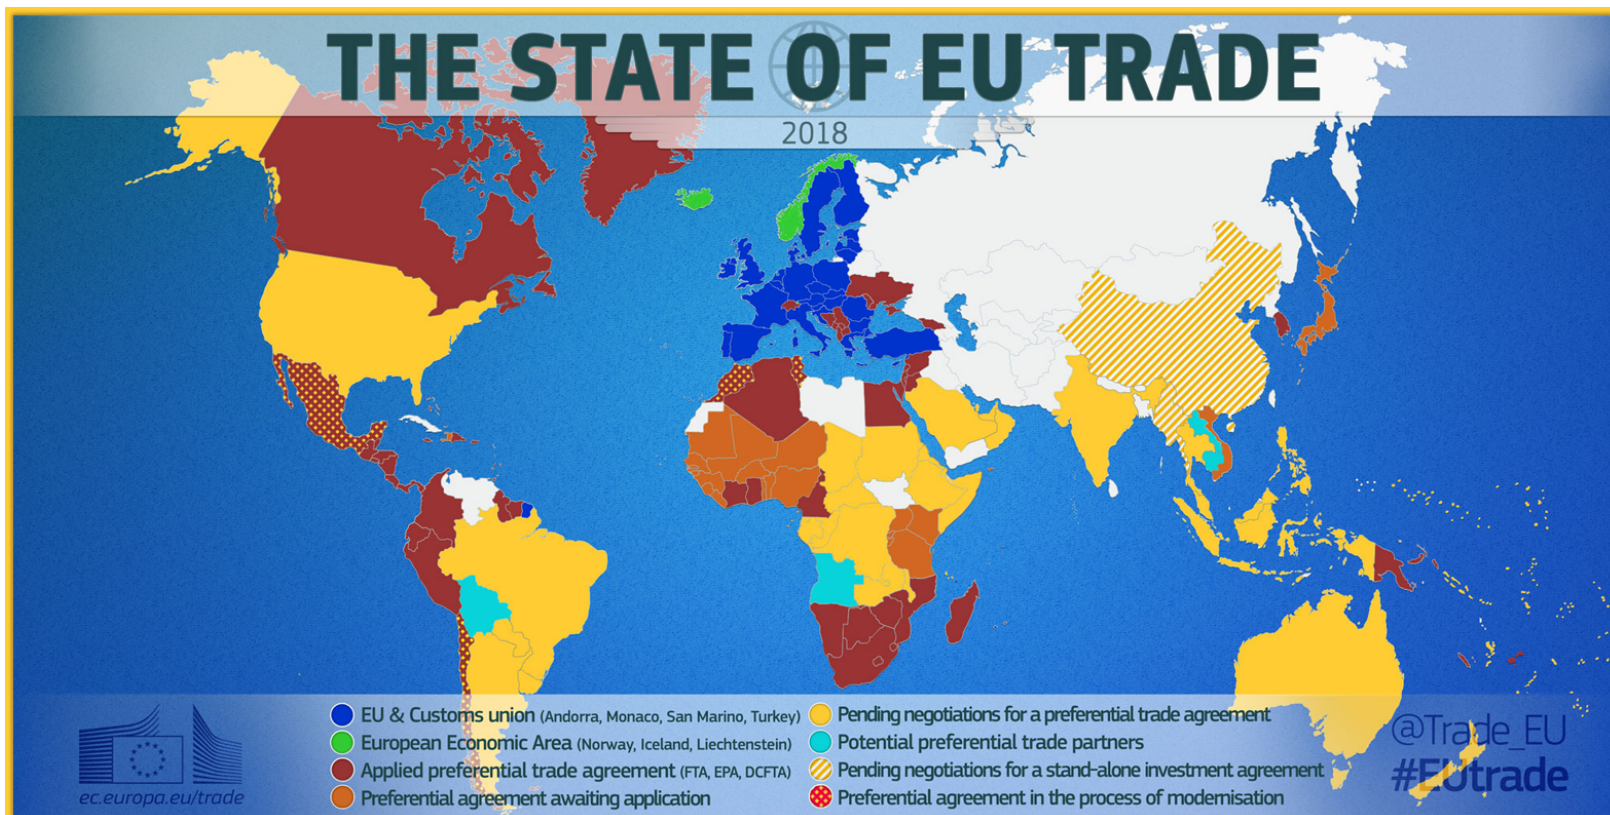 THE STATE OF EU TRADE
2018
EU & Customs union (Andorra, Monaco, San Marino, Turkey)
European Economic Area (Norway, Iceland, Liechtenstein)
Applied preferential trade agreement (FTA, EPA, DCFTA)
Preferential agreement awaiting application
Pending negotiations for a preferential trade agreement
Potential preferential trade partners
Pending negotiations for a stand-alone investment agreement
Preferential agreement in the process of modernisation
ec.europa.eu/trade
@Trade_EU
#EUtrade